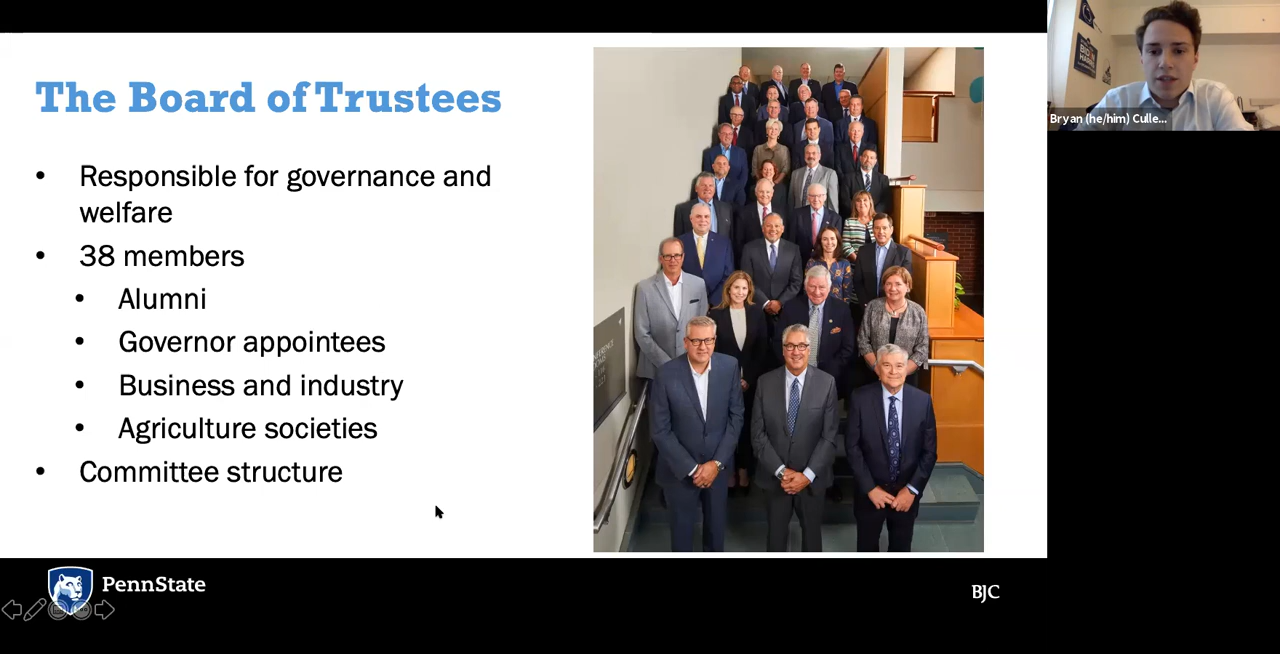 The Board of Trustees
Responsible for governance and
welfare
38 members
Alumni
Governor appointees
Business and industry
Agriculture societies
Committee structure
PennState
BJC
BIDEN
Bryan (he/him) Culle...